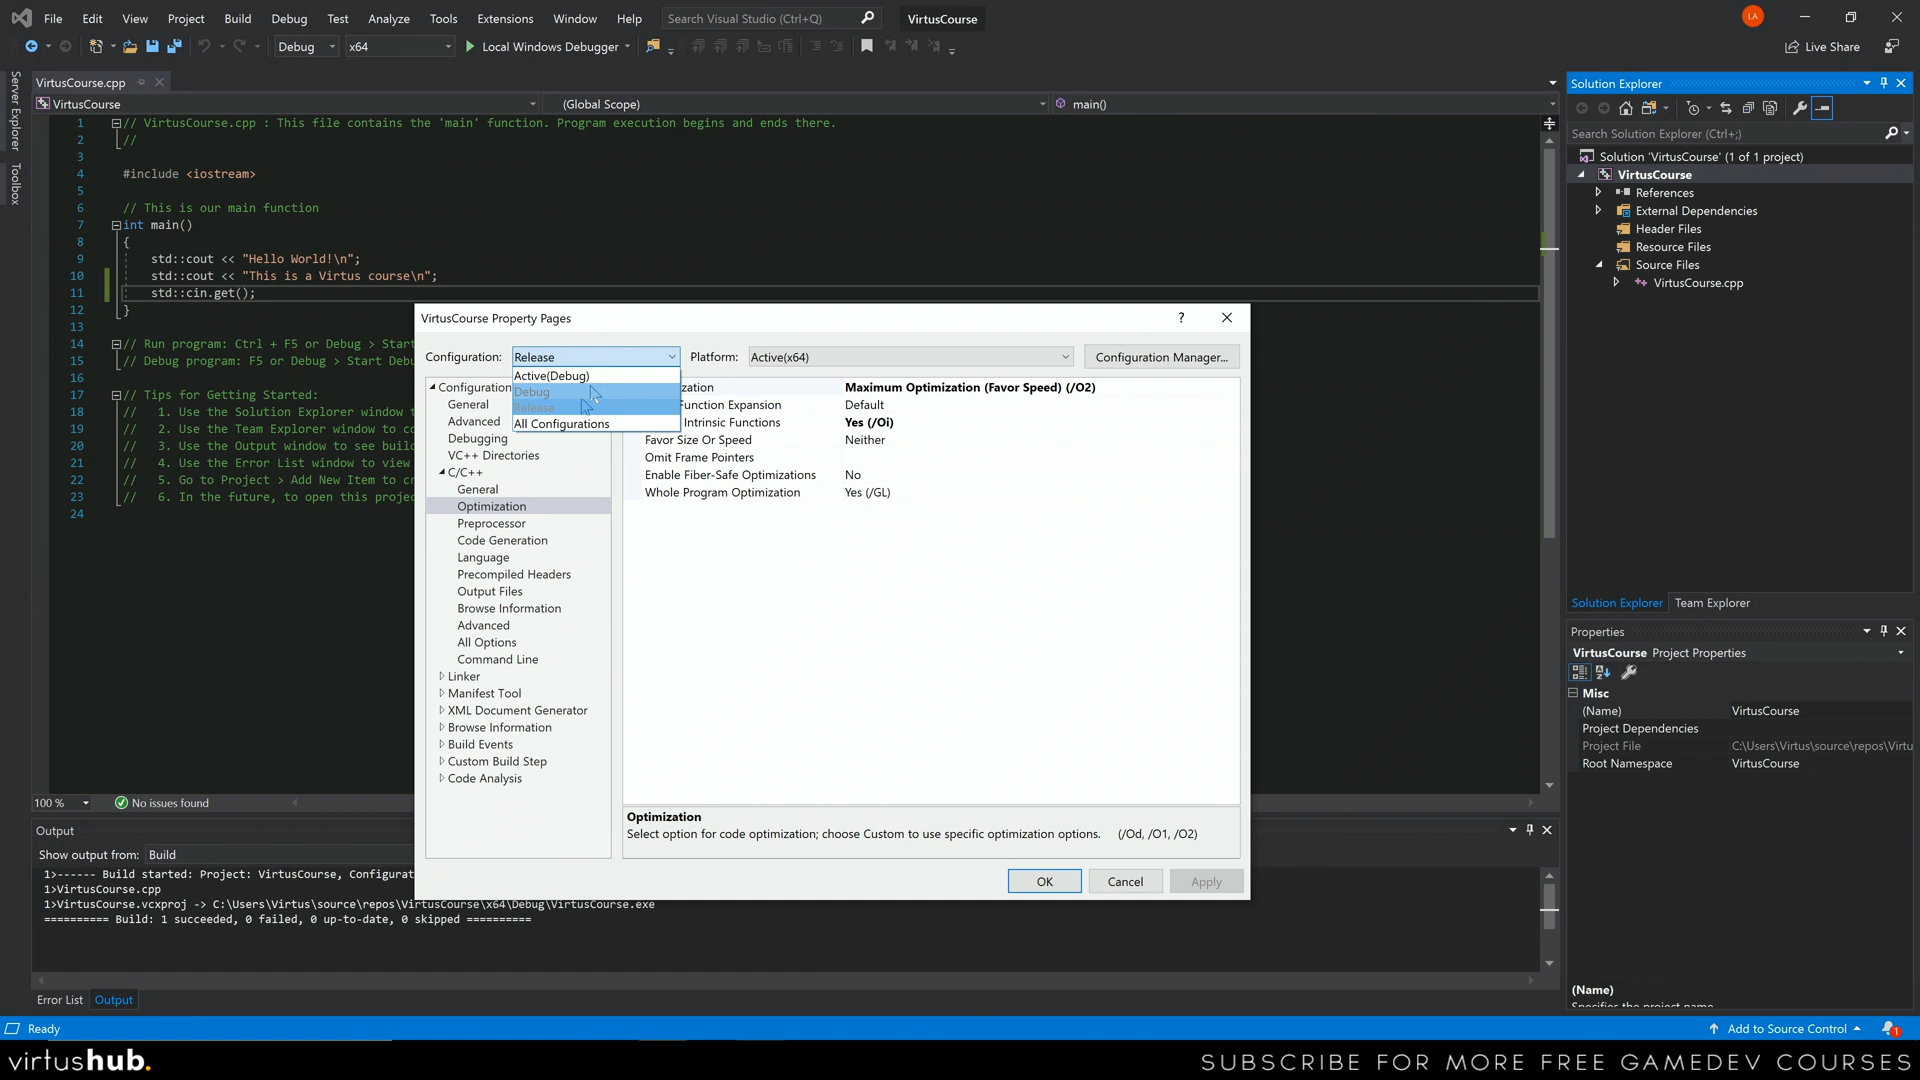 File Edit View Project Build Debug Test Analyze Tools Extensions Window Help Search Visual Studio (Ctrl+Q) VirtusCourse LA
Debug x64 Local Windows Debugger Live Share
Server Explorer
Toolbox
VirtusCourse.cpp
VirtusCourse (Global Scope) main()
1 // VirtusCourse.cpp : This file contains the 'main' function. Program execution begins and ends there.
2 //
3
4 #include <iostream>
5
6 // This is our main function
7 int main()
8 {
9 std::cout << "Hello World!\n";
10 std::cout << "This is a Virtus course\n";
11 std::cin.get();
12 }
13
14 // Run program: Ctrl + F5 or Debug > Start
15 // Debug program: F5 or Debug > Start Debu
16
17 // Tips for Getting Started:
18 // 1. Use the Solution Explorer window t
19 // 2. Use the Team Explorer window to co
20 // 3. Use the Output window to see buil
21 // 4. Use the Error List window to view
22 // 5. Go to Project > Add New Item to cr
23 // 6. In the future, to open this proje
24
100 % No issues found
VirtusCourse Property Pages ?
Configuration: Release Platform: Active(x64) Configuration Manager...
Active(Debug)
Debug
Release
All Configurations
Configuration
General
Advanced
Debugging
VC++ Directories
C/C++
General
Optimization
Preprocessor
Code Generation
Language
Precompiled Headers
Output Files
Browse Information
Advanced
All Options
Command Line
Linker
Manifest Tool
XML Document Generator
Browse Information
Build Events
Custom Build Step
Code Analysis
zation Maximum Optimization (Favor Speed) (/O2)
Function Expansion Default
Intrinsic Functions Yes (/Oi)
Favor Size Or Speed Neither
Omit Frame Pointers
Enable Fiber-Safe Optimizations No
Whole Program Optimization Yes (/GL)
Optimization
Select option for code optimization; choose Custom to use specific optimization options. (/Od, /O1, /O2)
OK Cancel Apply
Output
Show output from: Build
1>------ Build started: Project: VirtusCourse, Configurat
1>VirtusCourse.cpp
1>VirtusCourse.vcxproj -> C:\Users\Virtus\source\repos\VirtusCourse\x64\Debug\VirtusCourse.exe
========== Build: 1 succeeded, 0 failed, 0 up-to-date, 0 skipped ==========
Error List Output
Solution Explorer
Search Solution Explorer (Ctrl+;)
Solution 'VirtusCourse' (1 of 1 project)
VirtusCourse
References
External Dependencies
Header Files
Resource Files
Source Files
VirtusCourse.cpp
Solution Explorer Team Explorer
Properties
VirtusCourse Project Properties
Misc
(Name) VirtusCourse
Project Dependencies
Project File C:\Users\Virtus\source\repos\Virtu
Root Namespace VirtusCourse
(Name)
Specifies the project name
Ready Add to Source Control 1
virtushub. SUBSCRIBE FOR MORE FREE GAMEDEV COURSES